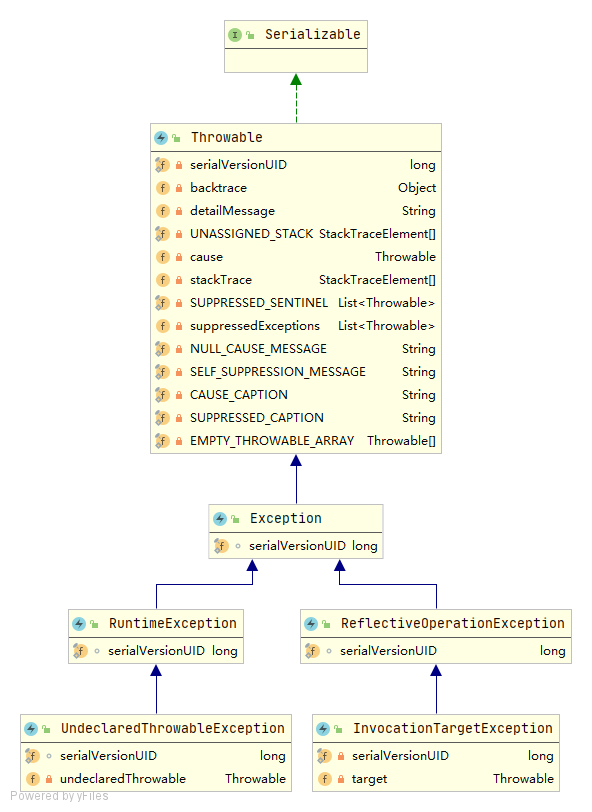 Serializable
Throwable
serialVersionUID long
backtrace Object
detailMessage String
UNASSIGNED_STACK StackTraceElement[]
cause Throwable
stackTrace StackTraceElement[]
SUPPRESSED_SENTINEL List<Throwable>
suppressedExceptions List<Throwable>
NULL_CAUSE_MESSAGE String
SELF_SUPPRESSION_MESSAGE String
CAUSE_CAPTION String
SUPPRESSED_CAPTION String
EMPTY_THROWABLE_ARRAY Throwable[]
Exception
serialVersionUID long
RuntimeException
serialVersionUID long
ReflectiveOperationException
serialVersionUID long
UndeclaredThrowableException
serialVersionUID long
undeclaredThrowable Throwable
InvocationTargetException
serialVersionUID long
target Throwable
Powered by yFiles